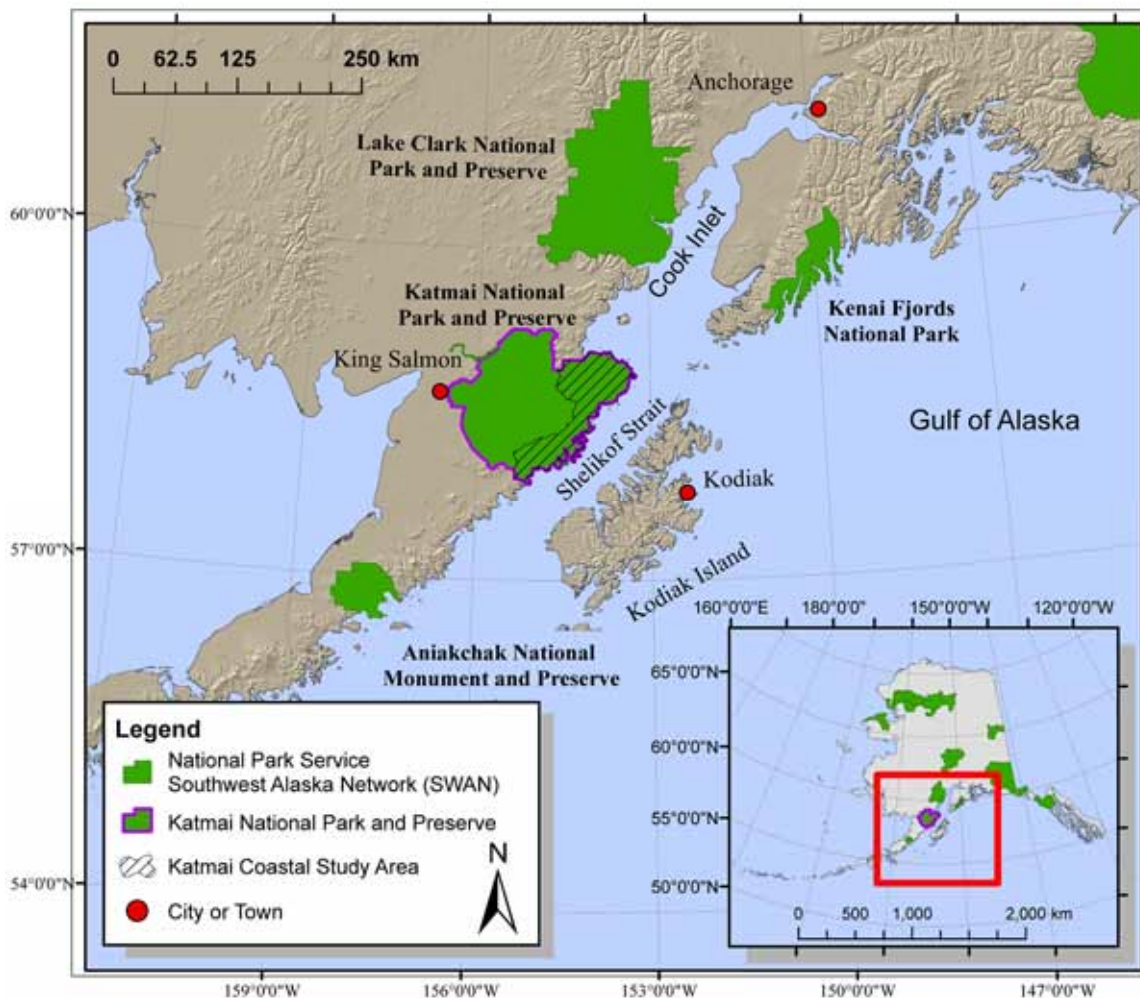 0 62.5 125 250 km
Anchorage
Lake Clark National
Park and Preserve
60°0'0"N
Cook Inlet
Katmai National
Park and Preserve
Kenai Fjords
National Park
King Salmon
Gulf of Alaska
Shelikof Strait
Kodiak
57°0'0"N
Kodiak Island
Aniakchak National
Monument and Preserve
160°0'0"E 180°0'0" 150°0'0"W 120°0'0"W
65°0'0"N
60°0'0"N
55°0'0"N
50°0'0"N
0 500 1,000 2,000 km
Legend
National Park Service
Southwest Alaska Network (SWAN)
Katmai National Park and Preserve
Katmai Coastal Study Area
City or Town
N
54°0'0"N
159°0'0"W 156°0'0"W 153°0'0"W 150°0'0"W 147°0'0"W